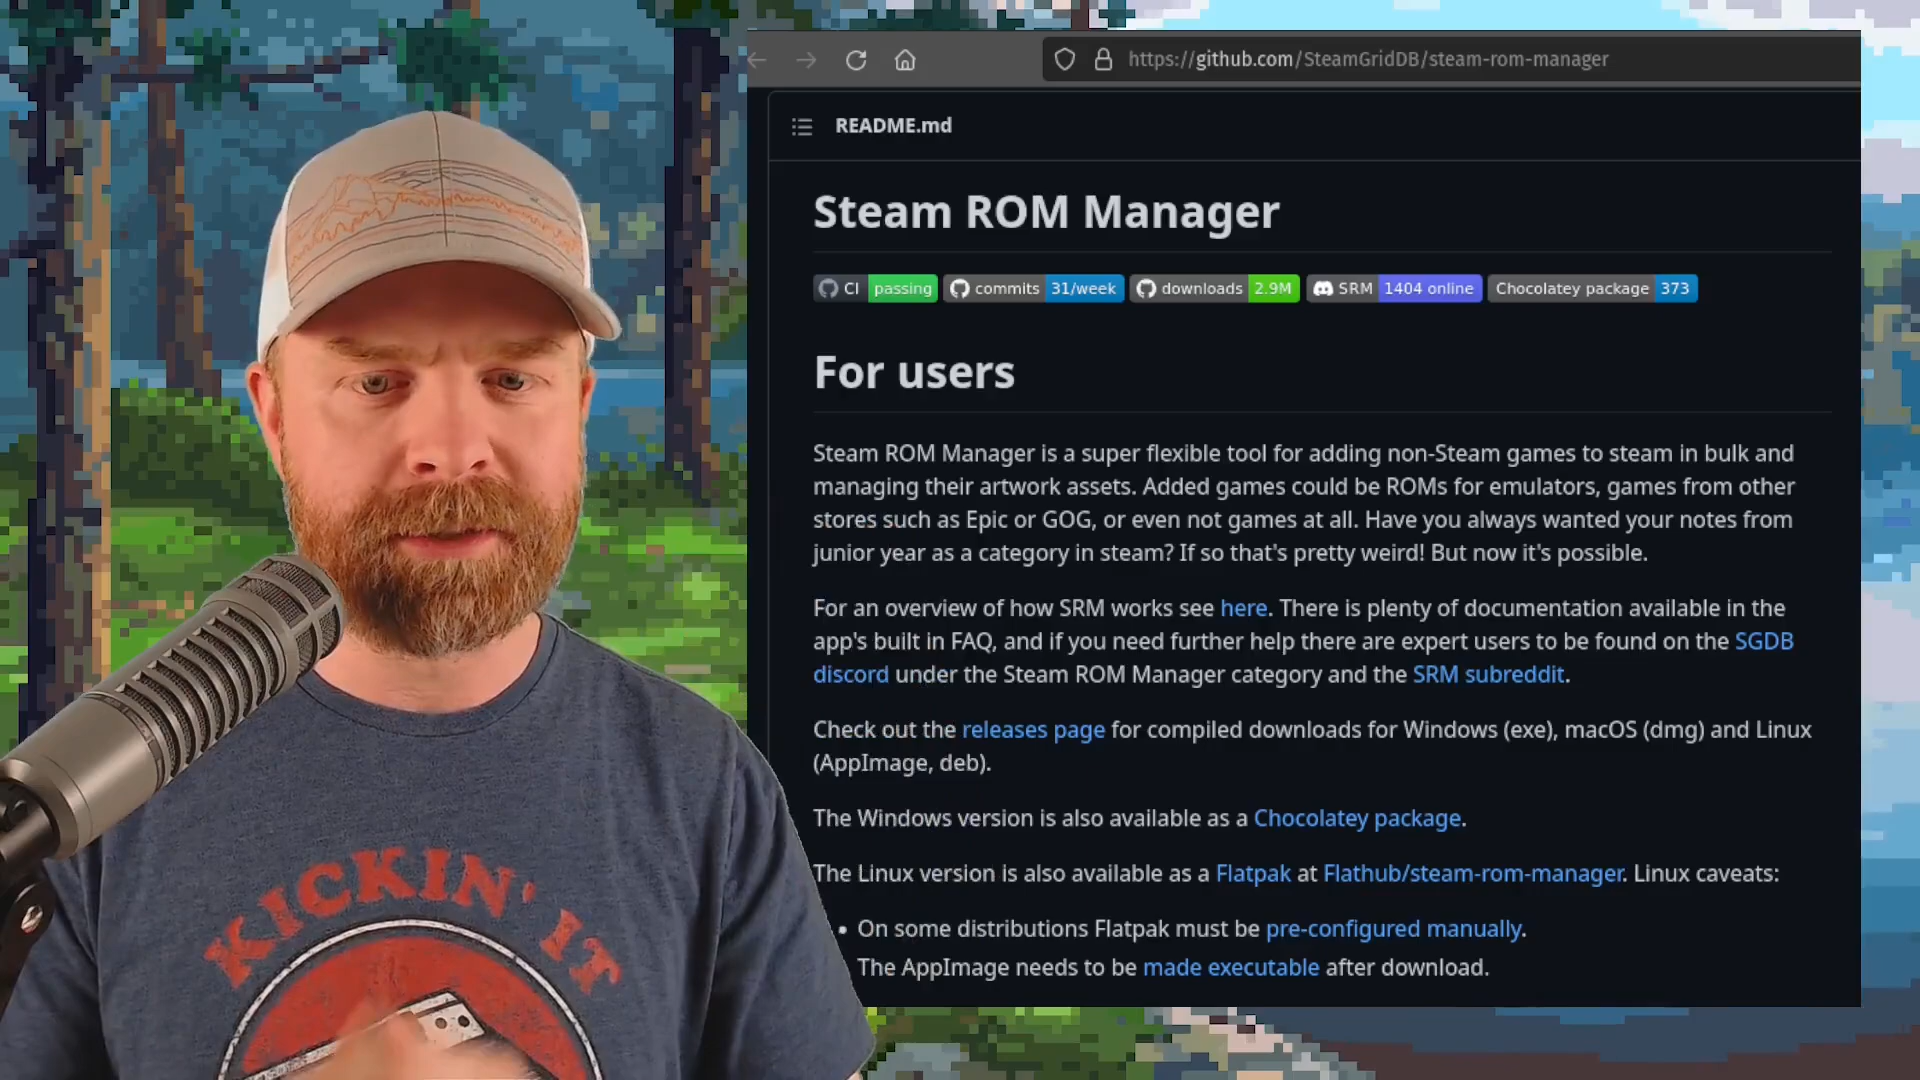 https://github.com/SteamGridDB/steam-rom-manager
README.md
Steam ROM Manager
CI passing commits 31/week downloads 2.9M SRM 1404 online Chocolatey package 373
For users
Steam ROM Manager is a super flexible tool for adding non-Steam games to steam in bulk and
managing their artwork assets. Added games could be ROMs for emulators, games from other
stores such as Epic or GOG, or even not games at all. Have you always wanted your notes from
junior year as a category in steam? If so that's pretty weird! But now it's possible.
For an overview of how SRM works see here. There is plenty of documentation available in the
app's built in FAQ, and if you need further help there are expert users to be found on the SGDB
discord under the Steam ROM Manager category and the SRM subreddit.
Check out the releases page for compiled downloads for Windows (exe), macOS (dmg) and Linux
(AppImage, deb).
The Windows version is also available as a Chocolatey package.
The Linux version is also available as a Flatpak at Flathub/steam-rom-manager. Linux caveats:
• On some distributions Flatpak must be pre-configured manually.
The AppImage needs to be made executable after download.
KICKIN' IT